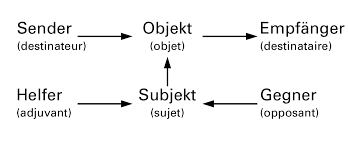 Sender Objekt Empfänger
(destinateur) (objet) (destinataire)
Helfer Subjekt Gegner
(adjuvant) (sujet) (opposant)